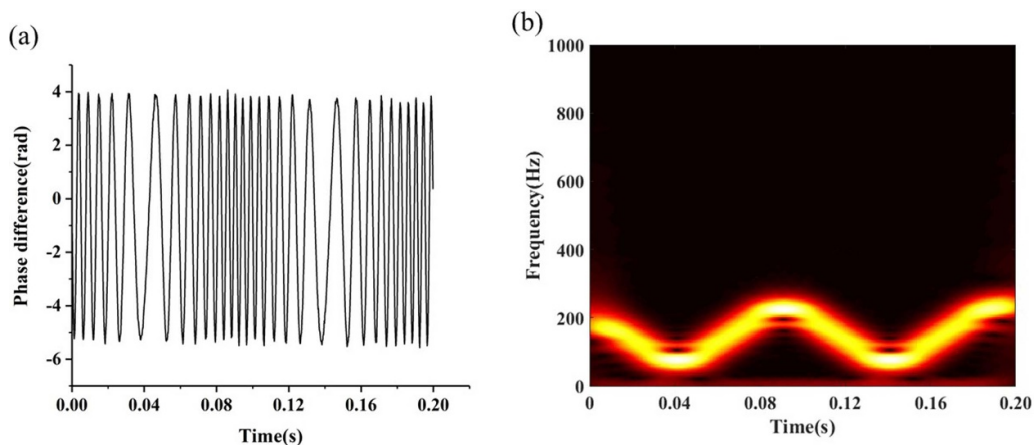 (a)
Phase difference(rad)
4
2
0
-2
-4
-6
0.00 0.04 0.08 0.12 0.16 0.20
Time(s)
(b)
Frequency(Hz)
1000
800
600
400
200
0
0 0.04 0.08 0.12 0.16 0.20
Time(s)